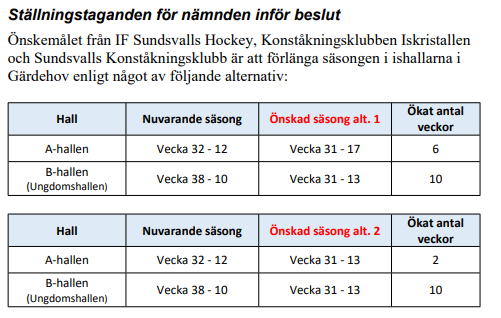 Ställningstaganden för nämnden inför beslut
Önskemålet från IF Sundsvalls Hockey, Konståkningsklubben Iskristallen
och Sundsvalls Konståkningsklubb är att förlänga säsongen i ishallarna i
Gärdehov enligt något av följande alternativ:
Hall Nuvarande säsong Önskad säsong alt. 1 Ökat antal veckor
A-hallen Vecka 32 - 12 Vecka 31 - 17 6
B-hallen (Ungdomshallen) Vecka 38 - 10 Vecka 31 - 13 10
Hall Nuvarande säsong Önskad säsong alt. 2 Ökat antal veckor
A-hallen Vecka 32 - 12 Vecka 31 - 13 2
B-hallen (Ungdomshallen) Vecka 38 - 10 Vecka 31 - 13 10